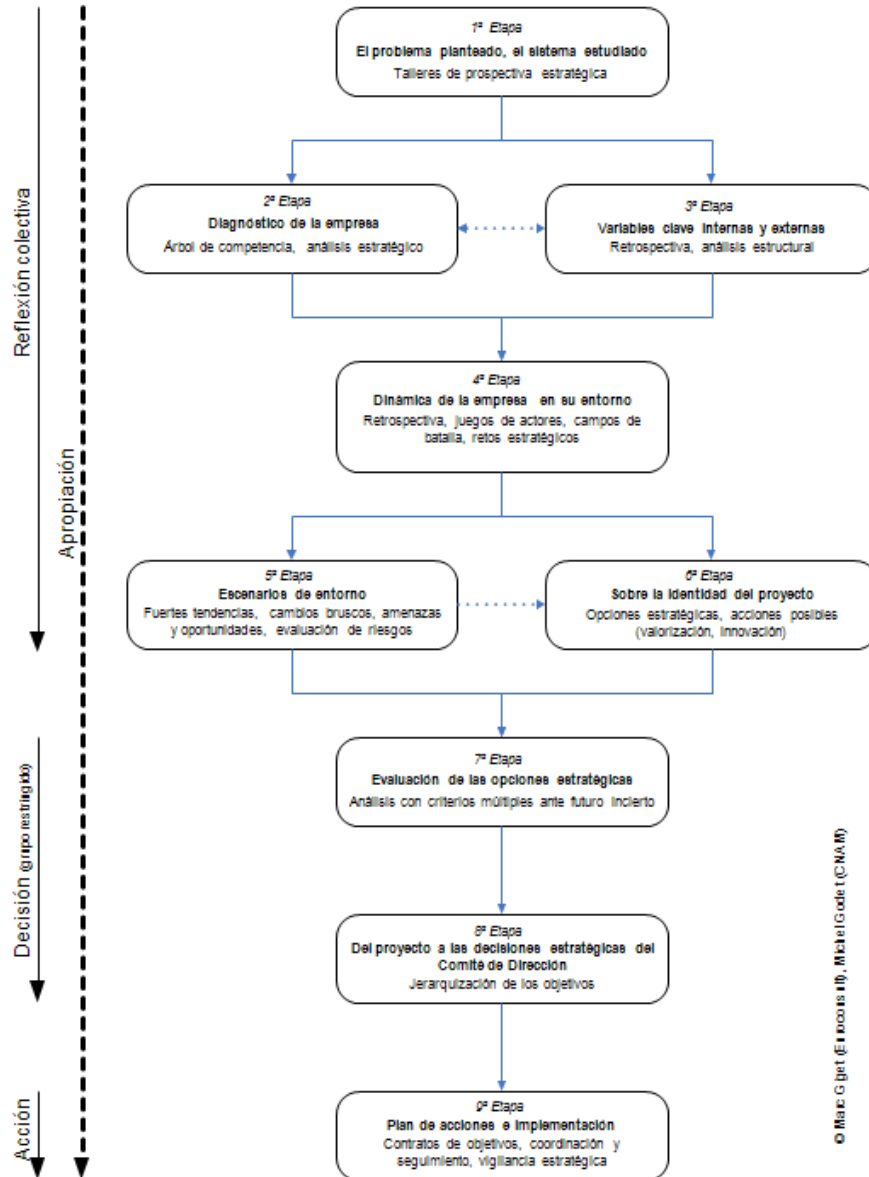 1ª Etapa
El problema planteado, el sistema estudiado
Talleres de prospectiva estratégica
2ª Etapa
Diagnóstico de la empresa
Árbol de competencia, análisis estratégico
3ª Etapa
Variables clave internas y externas
Retrospectiva, análisis estructural
4ª Etapa
Dinámica de la empresa en su entorno
Retrospectiva, juegos de actores, campos de
batalla, retos estratégicos
5ª Etapa
Escenarios de entorno
Fuertes tendencias, cambios bruscos, amenazas
y oportunidades, evaluación de riesgos
6ª Etapa
Sobre la identidad del proyecto
Opciones estratégicas, acciones posibles
(valorización, innovación)
7ª Etapa
Evaluación de las opciones estratégicas
Análisis con criterios múltiples ante futuro incierto
8ª Etapa
Del proyecto a las decisiones estratégicas del
Comité de Dirección
Jerarquización de los objetivos
9ª Etapa
Plan de acciones e implementación
Contratos de objetivos, coordinación y
seguimiento, vigilancia estratégica
Reflexión colectiva
Apropiación
Decisión (grupo restringido)
Acción
© Marc Giget (Euroconsult), Michel Godet (CNAM)